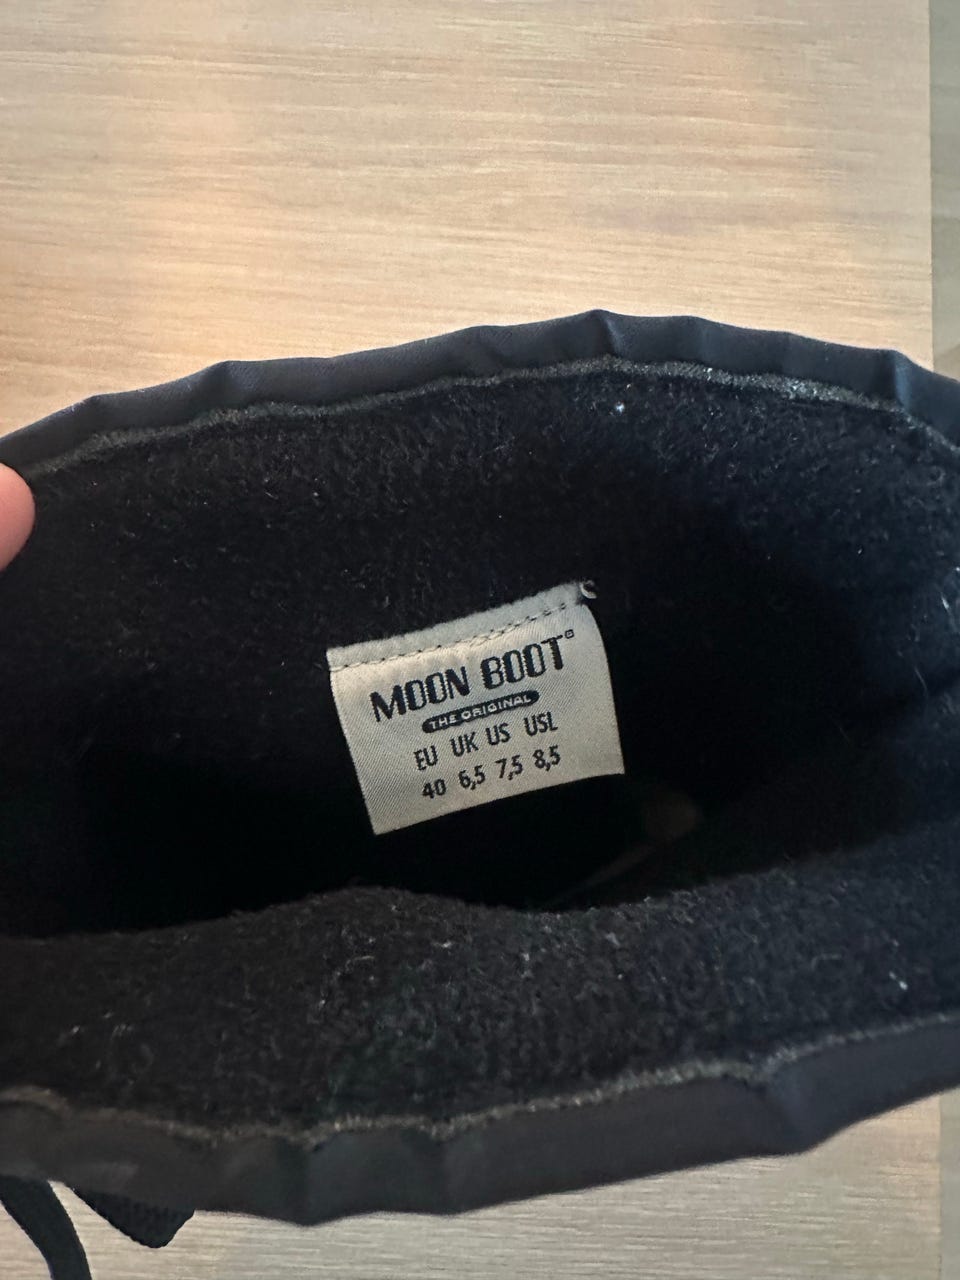 MOON BOOT®
THE ORIGINAL
EU UK US USL
40 6,5 7,5 8,5